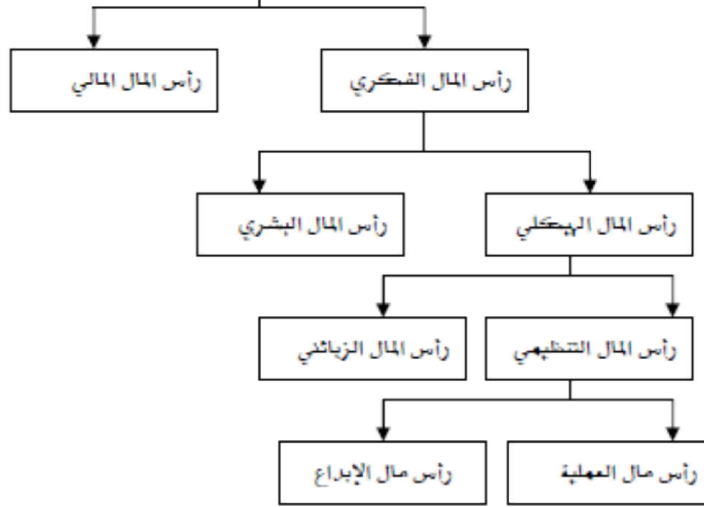 رأس المال الفكري
رأس المال المالي
رأس المال الهيكلي
رأس المال البشري
رأس المال التنظيمي
رأس المال الزبائني
رأس مال العملية
رأس مال الإبداع